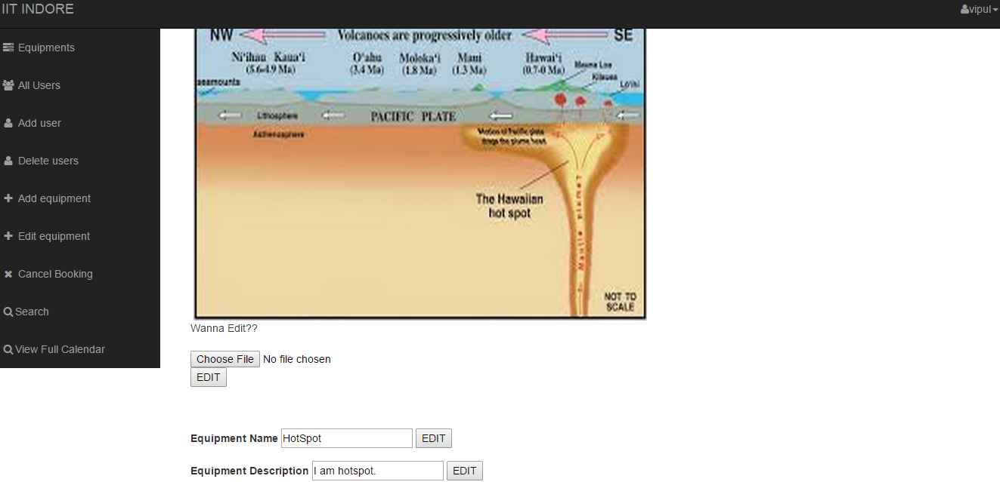 IIT INDORE
vipul
Equipments
All Users
Add user
Delete users
Add equipment
Edit equipment
Cancel Booking
Search
View Full Calendar
NW Volcanoes are progressively older SE
Ni'ihau Kaua'i O'ahu Moloka'i Maui Hawai'i
(5.6-4.9 Ma) (3.4 Ma) (1.8 Ma) (1.3 Ma) (0.7-0 Ma)
Mauna Loa
Kilauea
Lo'ihi
seamounts
Lithosphere PACIFIC PLATE
Asthenosphere
Motion of Pacific plate
drags the plume head
The Hawaiian
hot spot
Mantle plume?
NOT TO
SCALE
Wanna Edit??
Choose File No file chosen
EDIT
Equipment Name HotSpot EDIT
Equipment Description I am hotspot. EDIT